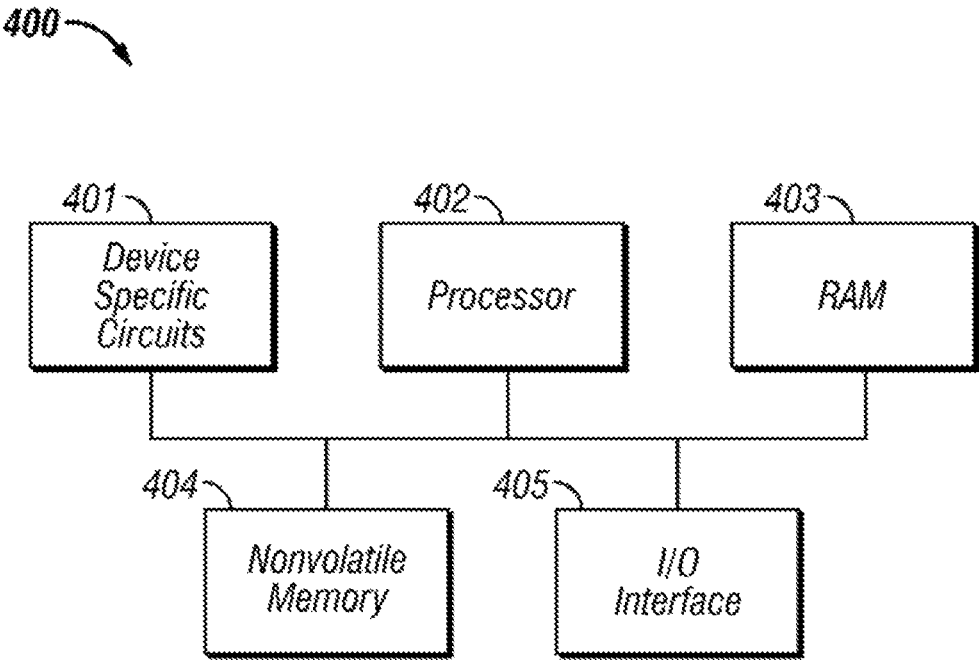 400
401
Device
Specific
Circuits
402
Processor
403
RAM
404
Nonvolatile
Memory
405
I/O
Interface